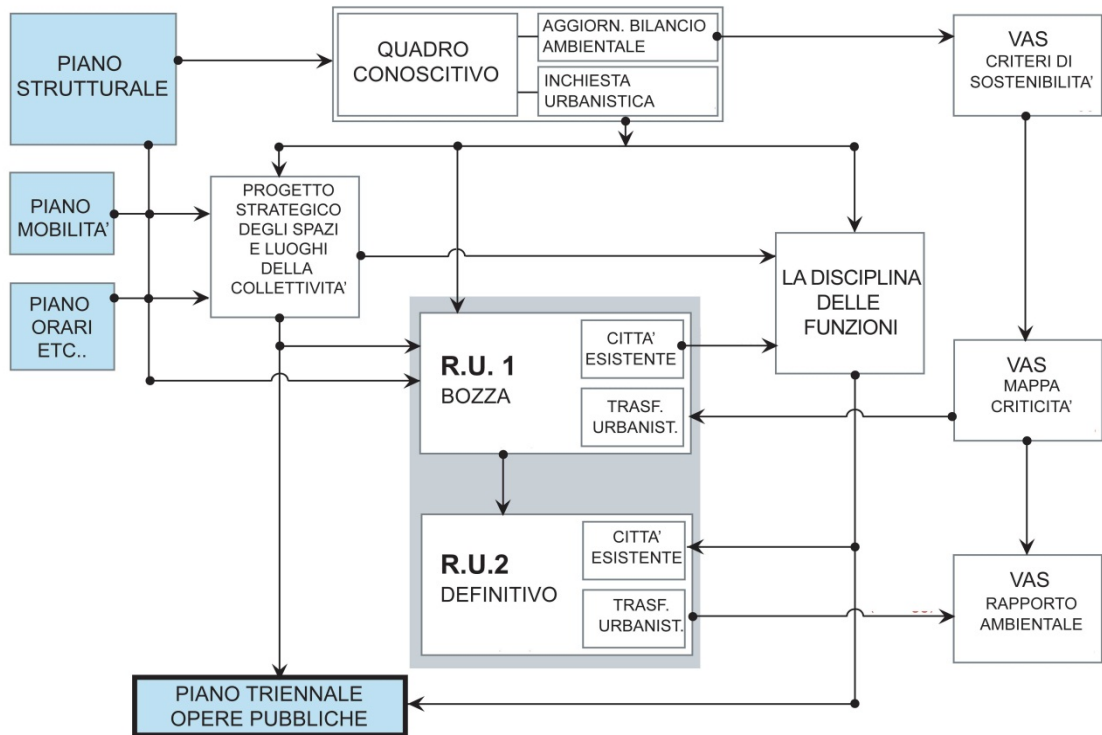 PIANO
STRUTTURALE
QUADRO
CONOSCITIVO
AGGIORN. BILANCIO
AMBIENTALE
INCHIESTA
URBANISTICA
VAS
CRITERI DI
SOSTENIBILITA'
PIANO
MOBILITA'
PROGETTO
STRATEGICO
DEGLI SPAZI
E LUOGHI
DELLA
COLLETTIVITA'
LA DISCIPLINA
DELLE
FUNZIONI
PIANO
ORARI
ETC..
R.U. 1
BOZZA
CITTA'
ESISTENTE
TRASF.
URBANIST.
VAS
MAPPA
CRITICITA'
R.U.2
DEFINITIVO
CITTA'
ESISTENTE
TRASF.
URBANIST.
VAS
RAPPORTO
AMBIENTALE
PIANO TRIENNALE
OPERE PUBBLICHE